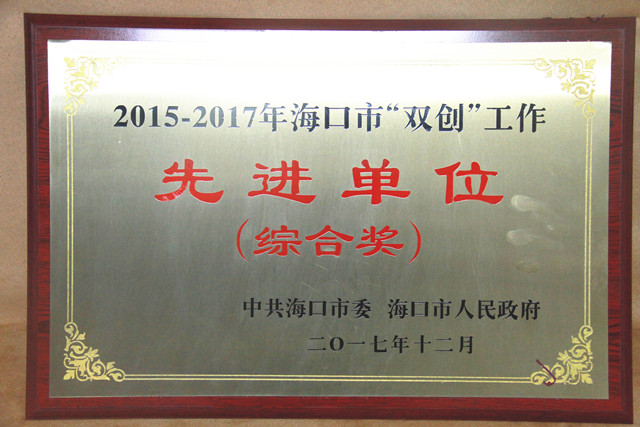 2015-2017年海口市“双创”工作
先进单位
（综合奖）
中共海口市委 海口市人民政府
二〇一七年十二月